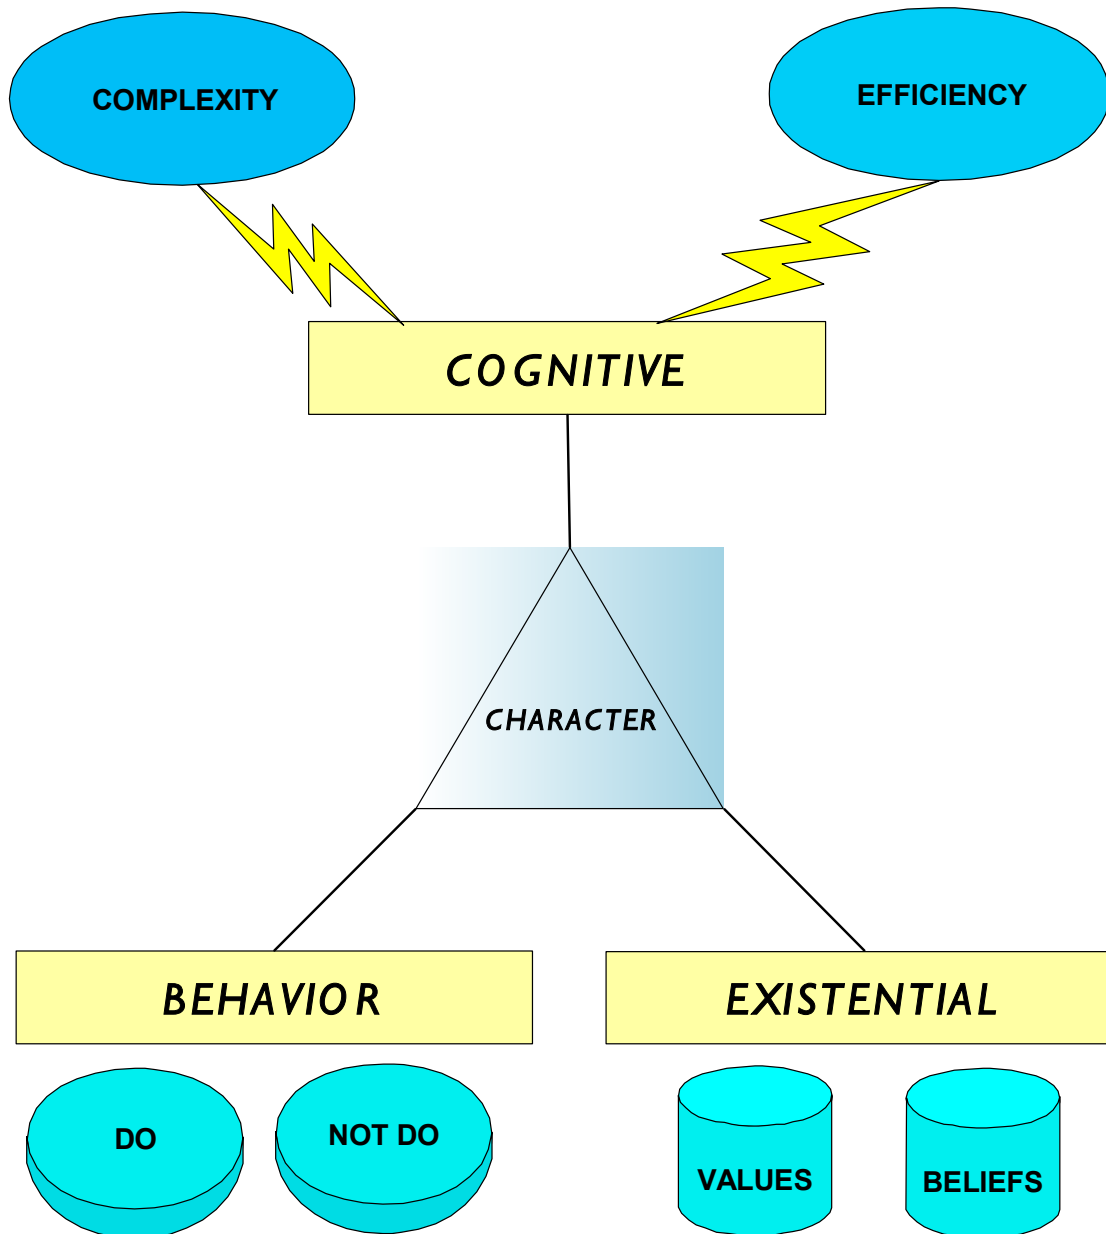 COMPLEXITY
EFFICIENCY
COGNITIVE
CHARACTER
BEHAVIOR
EXISTENTIAL
DO
NOT DO
VALUES
BELIEFS